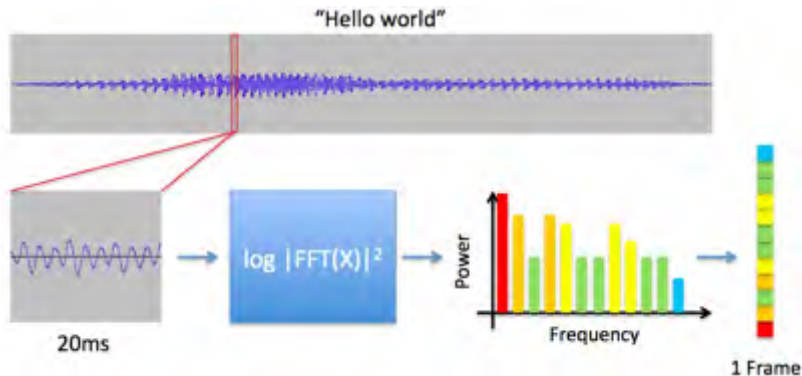 "Hello world"
log |FFT(X)|²
Power
Frequency
20ms
1 Frame